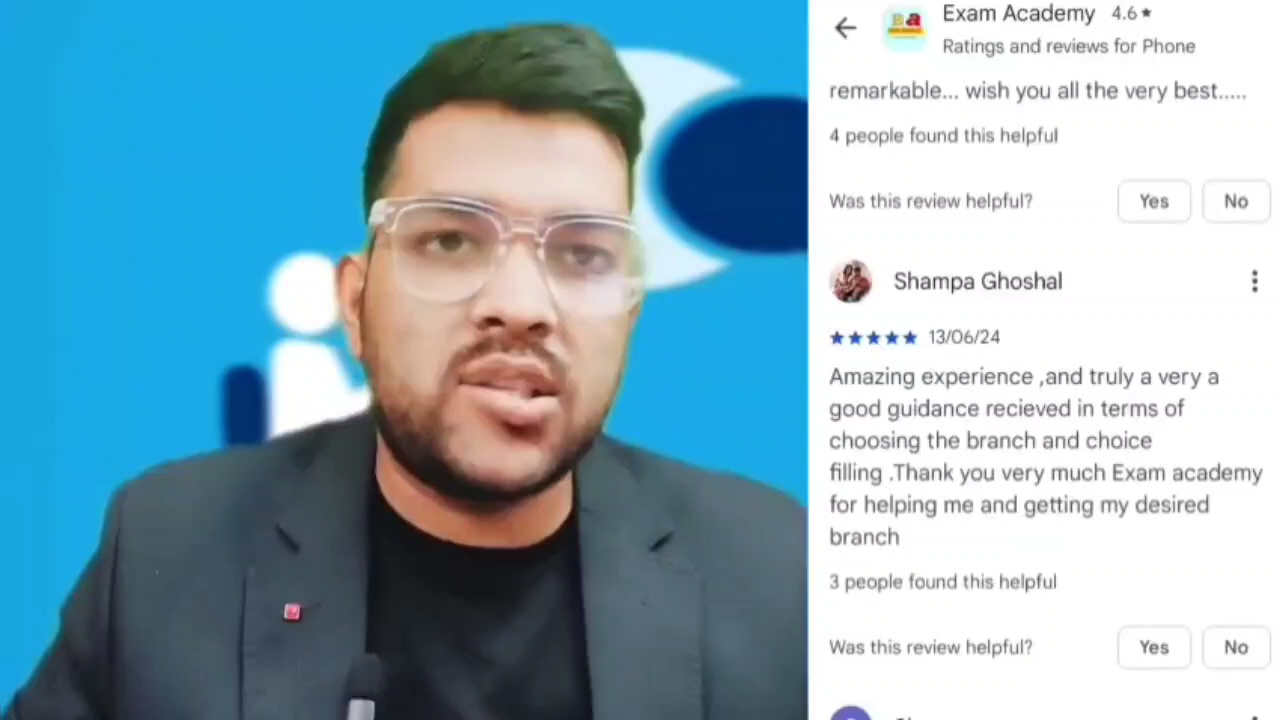 Exam Academy 4.6★
Ratings and reviews for Phone
remarkable... wish you all the very best.....
4 people found this helpful
Was this review helpful?
Yes
No
Shampa Ghoshal
★★★★★ 13/06/24
Amazing experience ,and truly a very a
good guidance recieved in terms of
choosing the branch and choice
filling .Thank you very much Exam academy
for helping me and getting my desired
branch
3 people found this helpful
Was this review helpful?
Yes
No